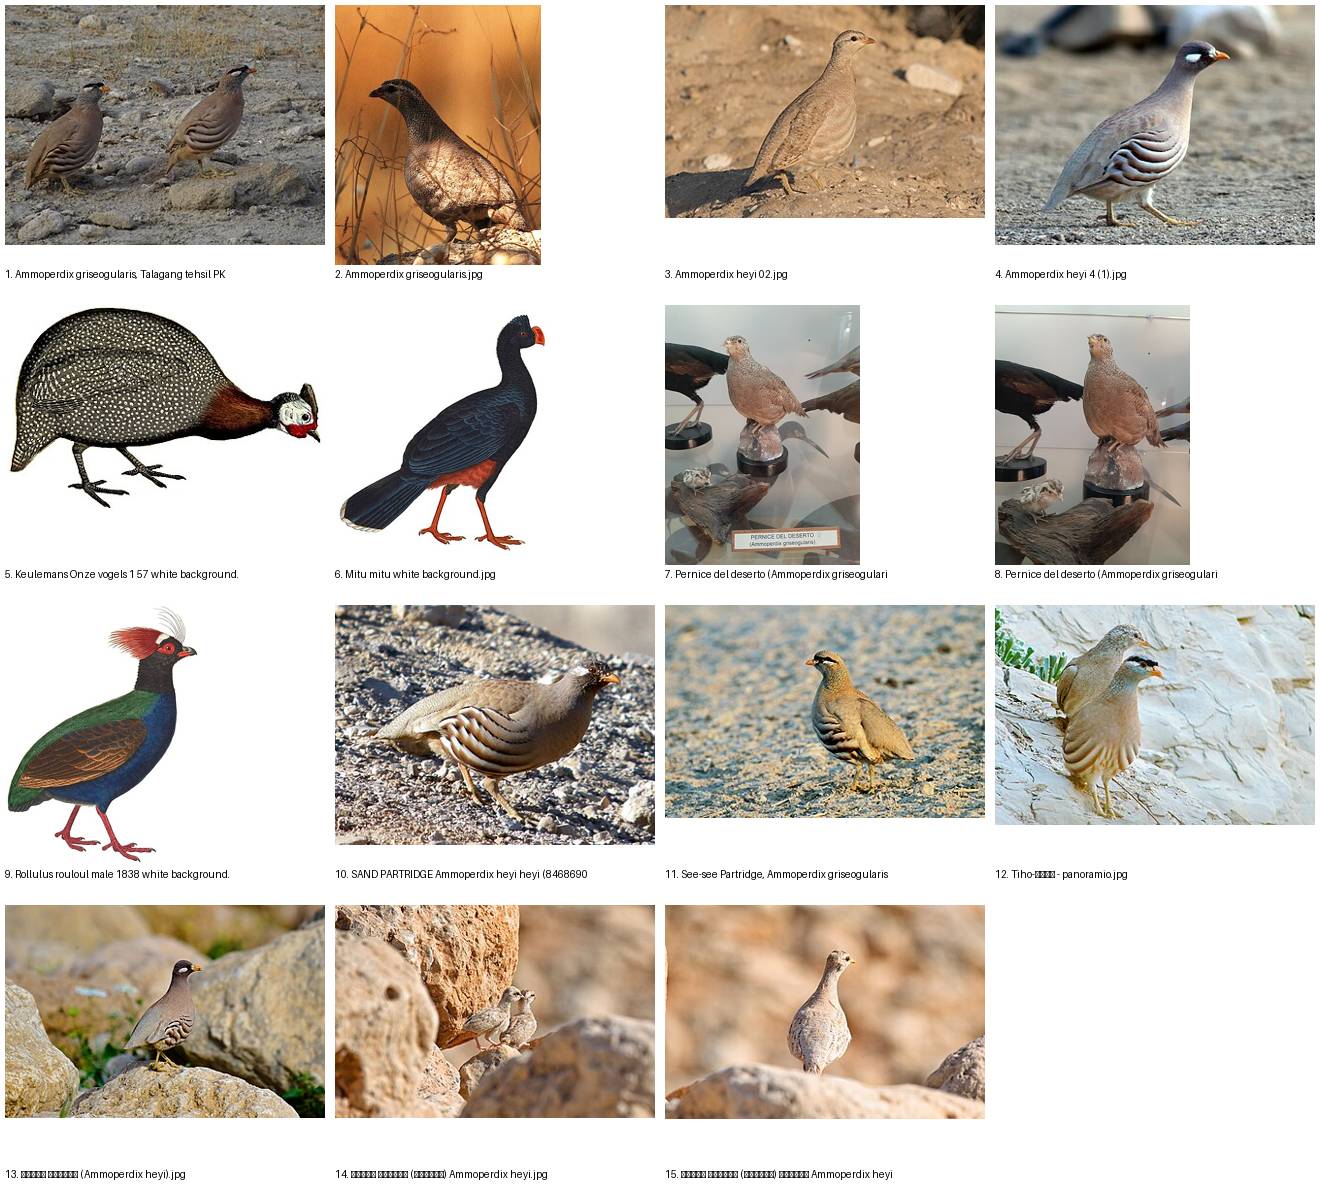 1. Ammoperdix griseogularis, Talagang tehsil PK
2. Ammoperdix griseogularis.jpg
3. Ammoperdix heyi 02.jpg
4. Ammoperdix heyi 4 (1).jpg
PERNICE DEL DESERTO
(Ammoperdix griseogularis)
5. Keulemans Onze vogels 1 57 white background.
6. Mitu mitu white background.jpg
7. Pernice del deserto (Ammoperdix griseogulari
8. Pernice del deserto (Ammoperdix griseogulari
9. Rollulus rouloul male 1838 white background.
10. SAND PARTRIDGE Ammoperdix heyi heyi (8468690
11. See-see Partridge, Ammoperdix griseogularis
12. Tiho-   - panoramio.jpg
13. (Ammoperdix heyi).jpg
14. Ammoperdix heyi.jpg
15. Ammoperdix heyi